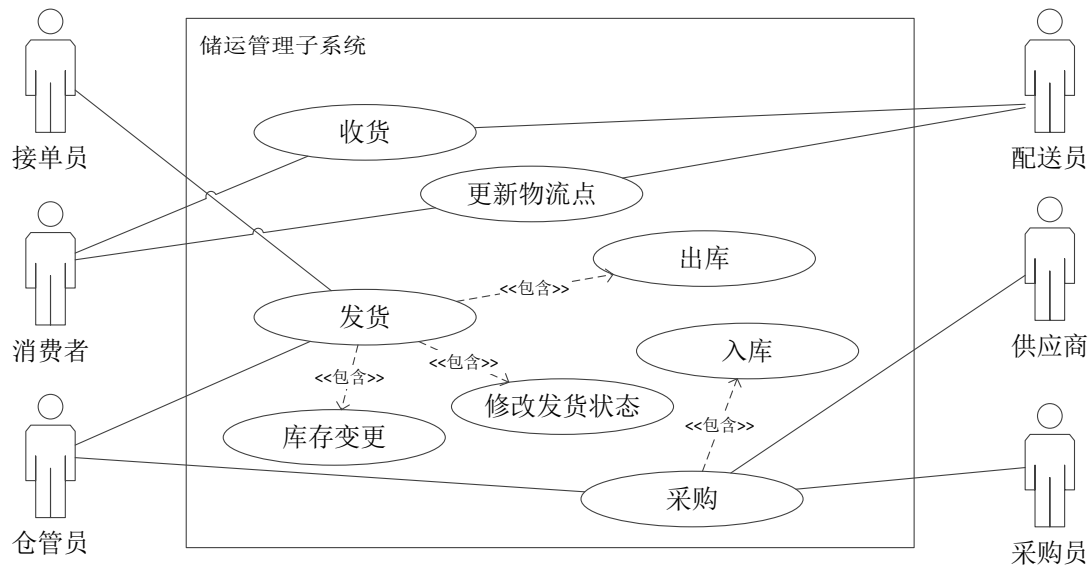 储运管理子系统
接单员
收货
配送员
更新物流点
出库
<<包含>>
发货
消费者
入库
供应商
<<包含>>
<<包含>>
修改发货状态
库存变更
<<包含>>
采购
仓管员
采购员